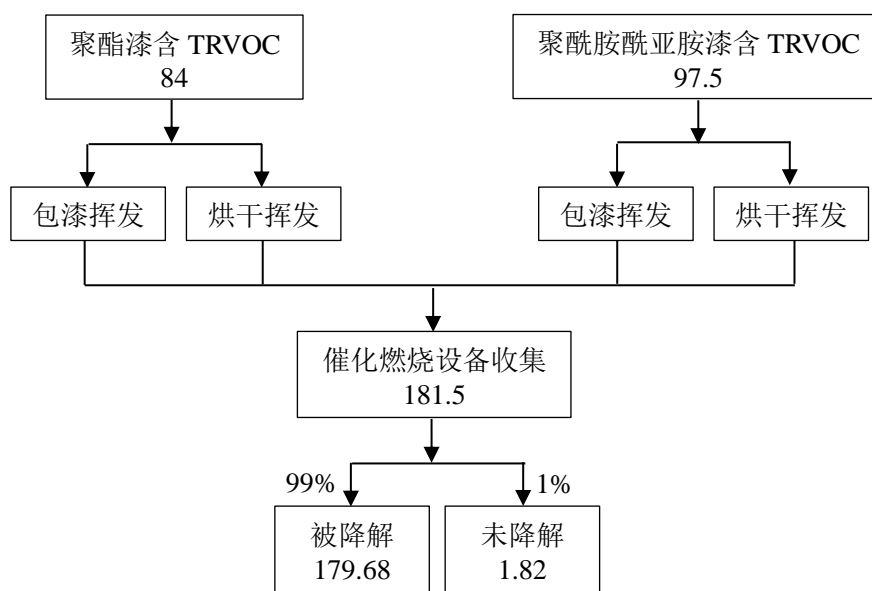 聚酯漆含 TRVOC
84
聚酰胺酰亚胺漆含 TRVOC
97.5
包漆挥发
烘干挥发
包漆挥发
烘干挥发
催化燃烧设备收集
181.5
99%
1%
被降解
179.68
未降解
1.82